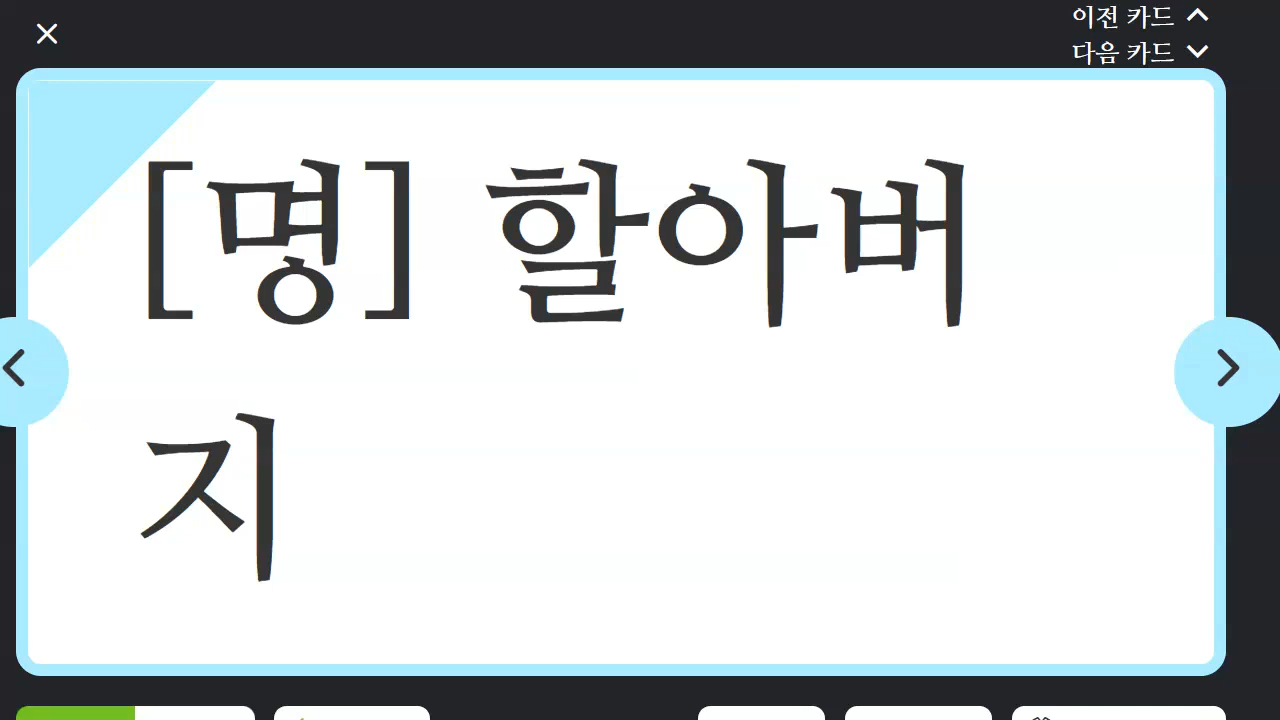 이전 카드
다음 카드
[명] 할아버
지